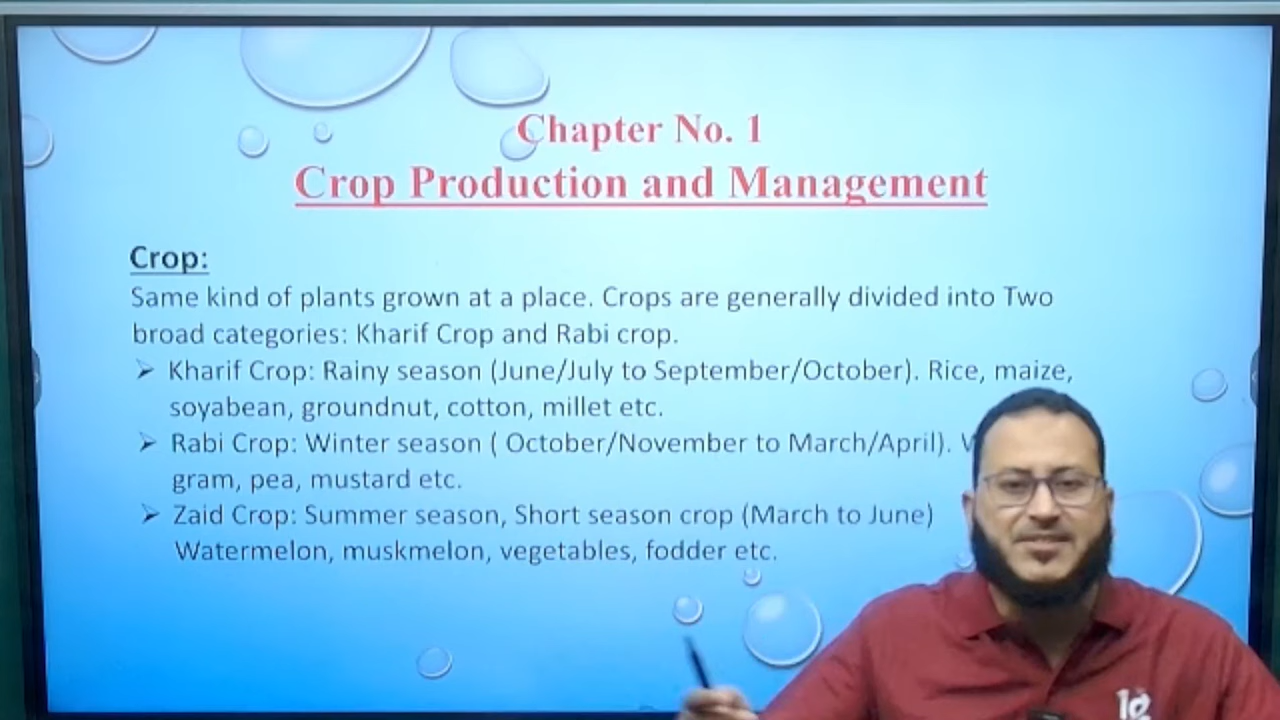 Chapter No. 1
Crop Production and Management
Crop:
Same kind of plants grown at a place. Crops are generally divided into Two
broad categories: Kharif Crop and Rabi crop.
➢ Kharif Crop: Rainy season (June/July to September/October). Rice, maize,
soyabean, groundnut, cotton, millet etc.
➢ Rabi Crop: Winter season ( October/November to March/April).
gram, pea, mustard etc.
➢ Zaid Crop: Summer season, Short season crop (March to June)
Watermelon, muskmelon, vegetables, fodder etc.